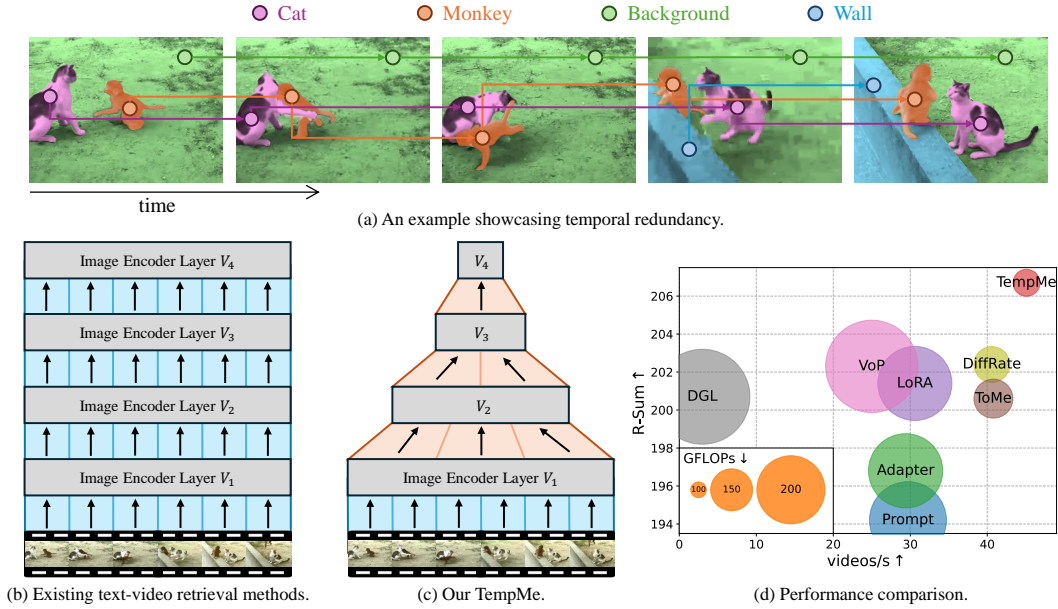 Cat Monkey Background Wall
time
(a) An example showcasing temporal redundancy.
Image Encoder Layer V4
Image Encoder Layer V3
Image Encoder Layer V2
Image Encoder Layer V1
(b) Existing text-video retrieval methods.
V4
V3
V2
Image Encoder Layer V1
(c) Our TempMe.
R-Sum ↑
206
204
202
200
198
196
194
TempMe
VoP
DiffRate
LoRA
DGL
ToMe
GFLOPs ↓
100 150 200
Adapter
Prompt
0 10 20 30 40
videos/s ↑
(d) Performance comparison.